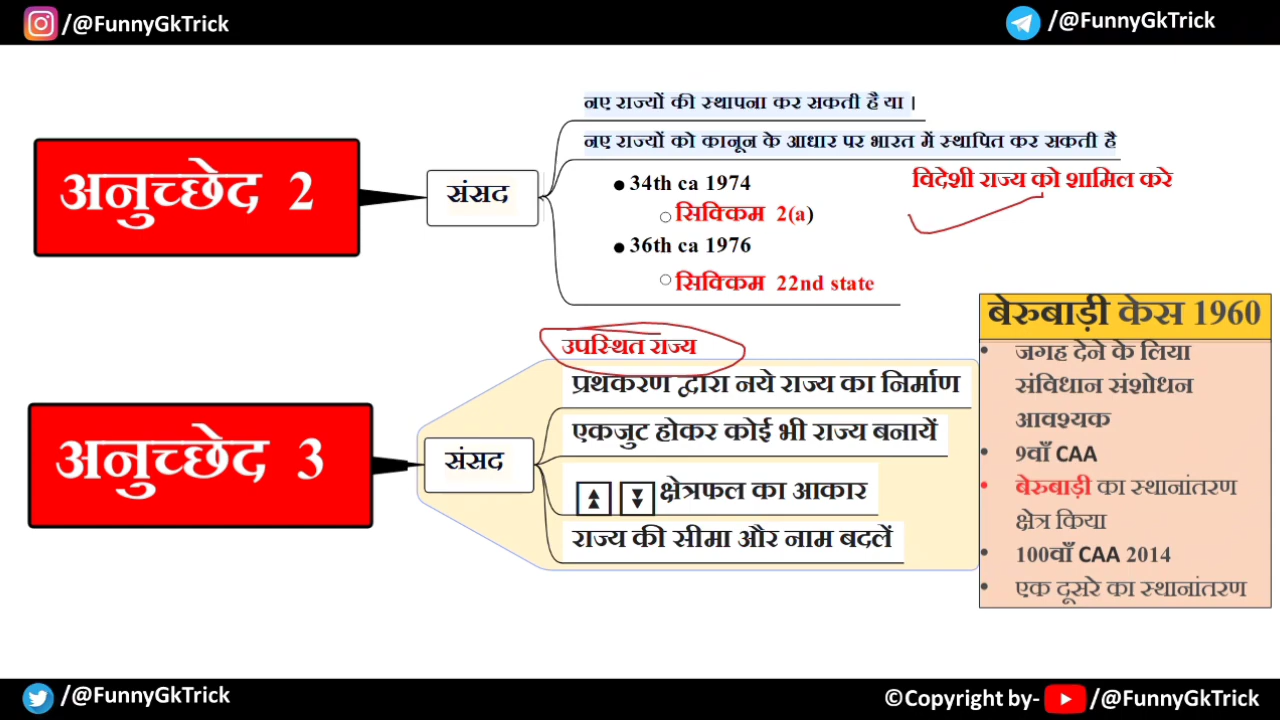 /@FunnyGkTrick
/@FunnyGkTrick
नए राज्यों की स्थापना कर सकती है या ।
नए राज्यों को कानून के आधार पर भारत में स्थापित कर सकती है
अनुच्छेद 2
संसद
34th ca 1974
विदेशी राज्य को शामिल करे
सिक्किम 2(a)
36th ca 1976
सिक्किम 22nd state
उपस्थित राज्य
प्रथकरण द्वारा नये राज्य का निर्माण
एकजुट होकर कोई भी राज्य बनायें
अनुच्छेद 3
संसद
क्षेत्रफल का आकार
राज्य की सीमा और नाम बदलें
बेरुबाड़ी केस 1960
जगह देने के लिया
संविधान संशोधन
आवश्यक
9वाँ CAA
बेरुबाड़ी का स्थानांतरण
क्षेत्र किया
100वाँ CAA 2014
एक दूसरे का स्थानांतरण
/@FunnyGkTrick
©Copyright by- /@FunnyGkTrick